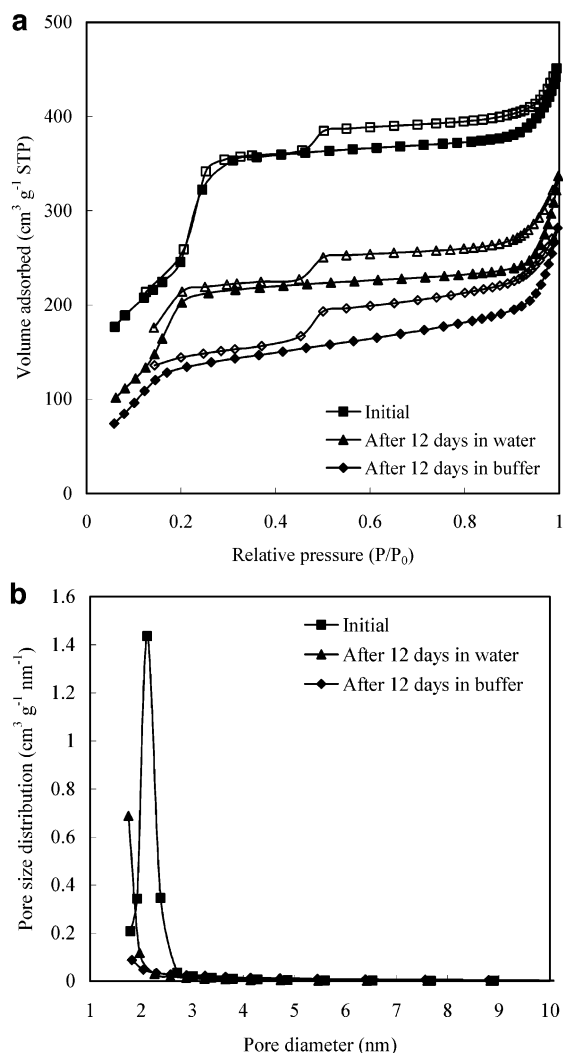 a
500
400
300
200
100
0
Volume adsorbed (cm³ g⁻¹ STP)
Initial
After 12 days in water
After 12 days in buffer
0 0.2 0.4 0.6 0.8 1
Relative pressure (P/P₀)
b
1.6
1.4
1.2
1
0.8
0.6
0.4
0.2
0
Pore size distribution (cm³ g⁻¹ nm⁻¹)
Initial
After 12 days in water
After 12 days in buffer
1 2 3 4 5 6 7 8 9 10
Pore diameter (nm)